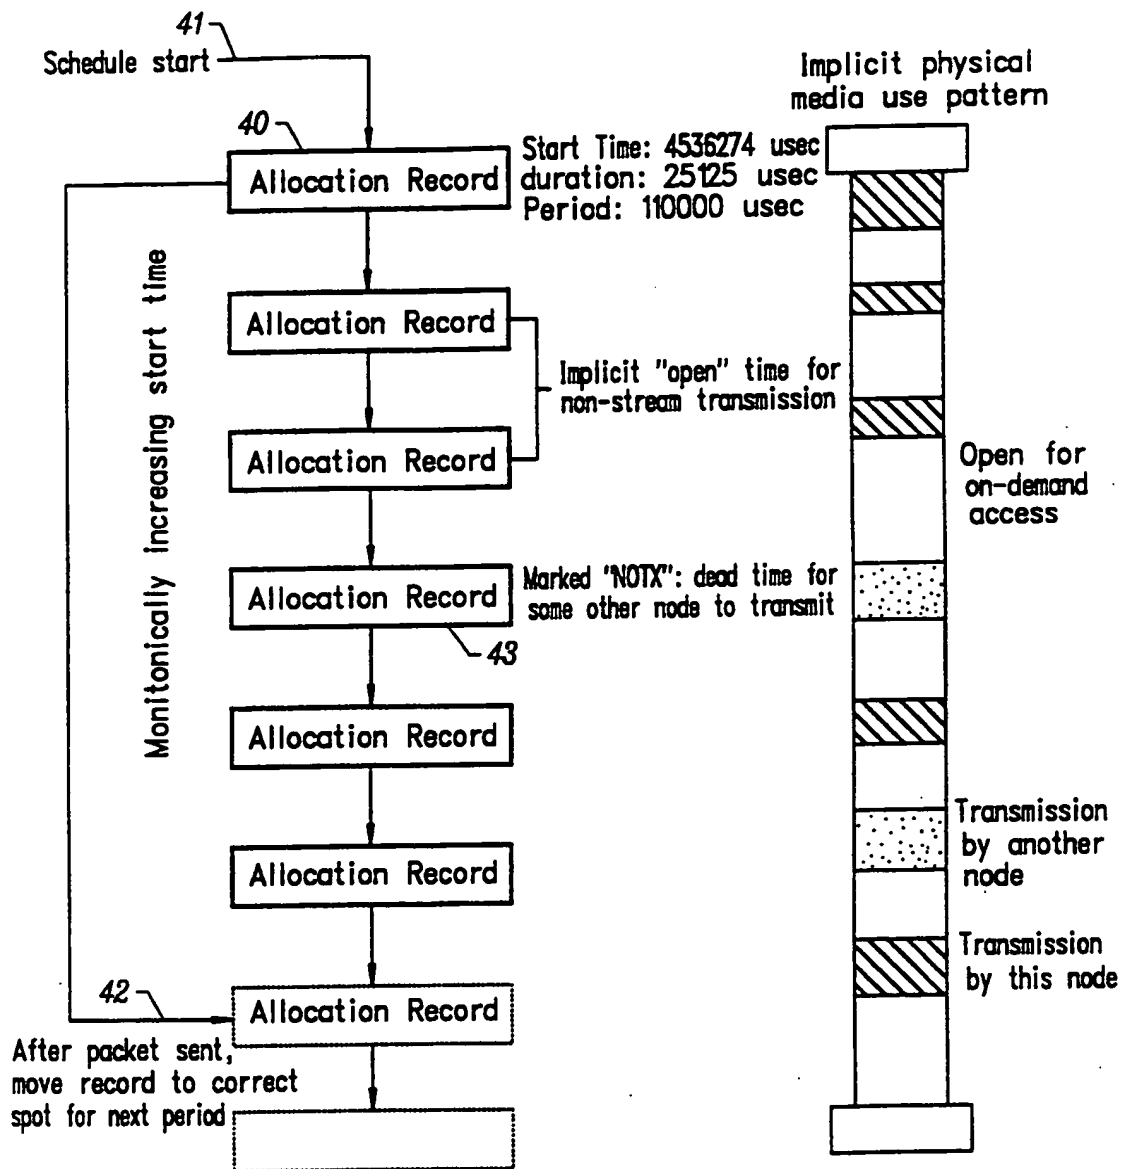 41
Schedule start
Implicit physical
media use pattern
40
Allocation Record
Start Time: 4536274 usec
duration: 25125 usec
Period: 110000 usec
Monitonically increasing start time
Allocation Record
Implicit "open" time for
non-stream transmission
Allocation Record
Open for
on-demand
access
Allocation Record
Marked "NOTX": dead time for
some other node to transmit
43
Allocation Record
Allocation Record
Transmission
by another
node
Transmission
by this node
42
Allocation Record
After packet sent,
move record to correct
spot for next period